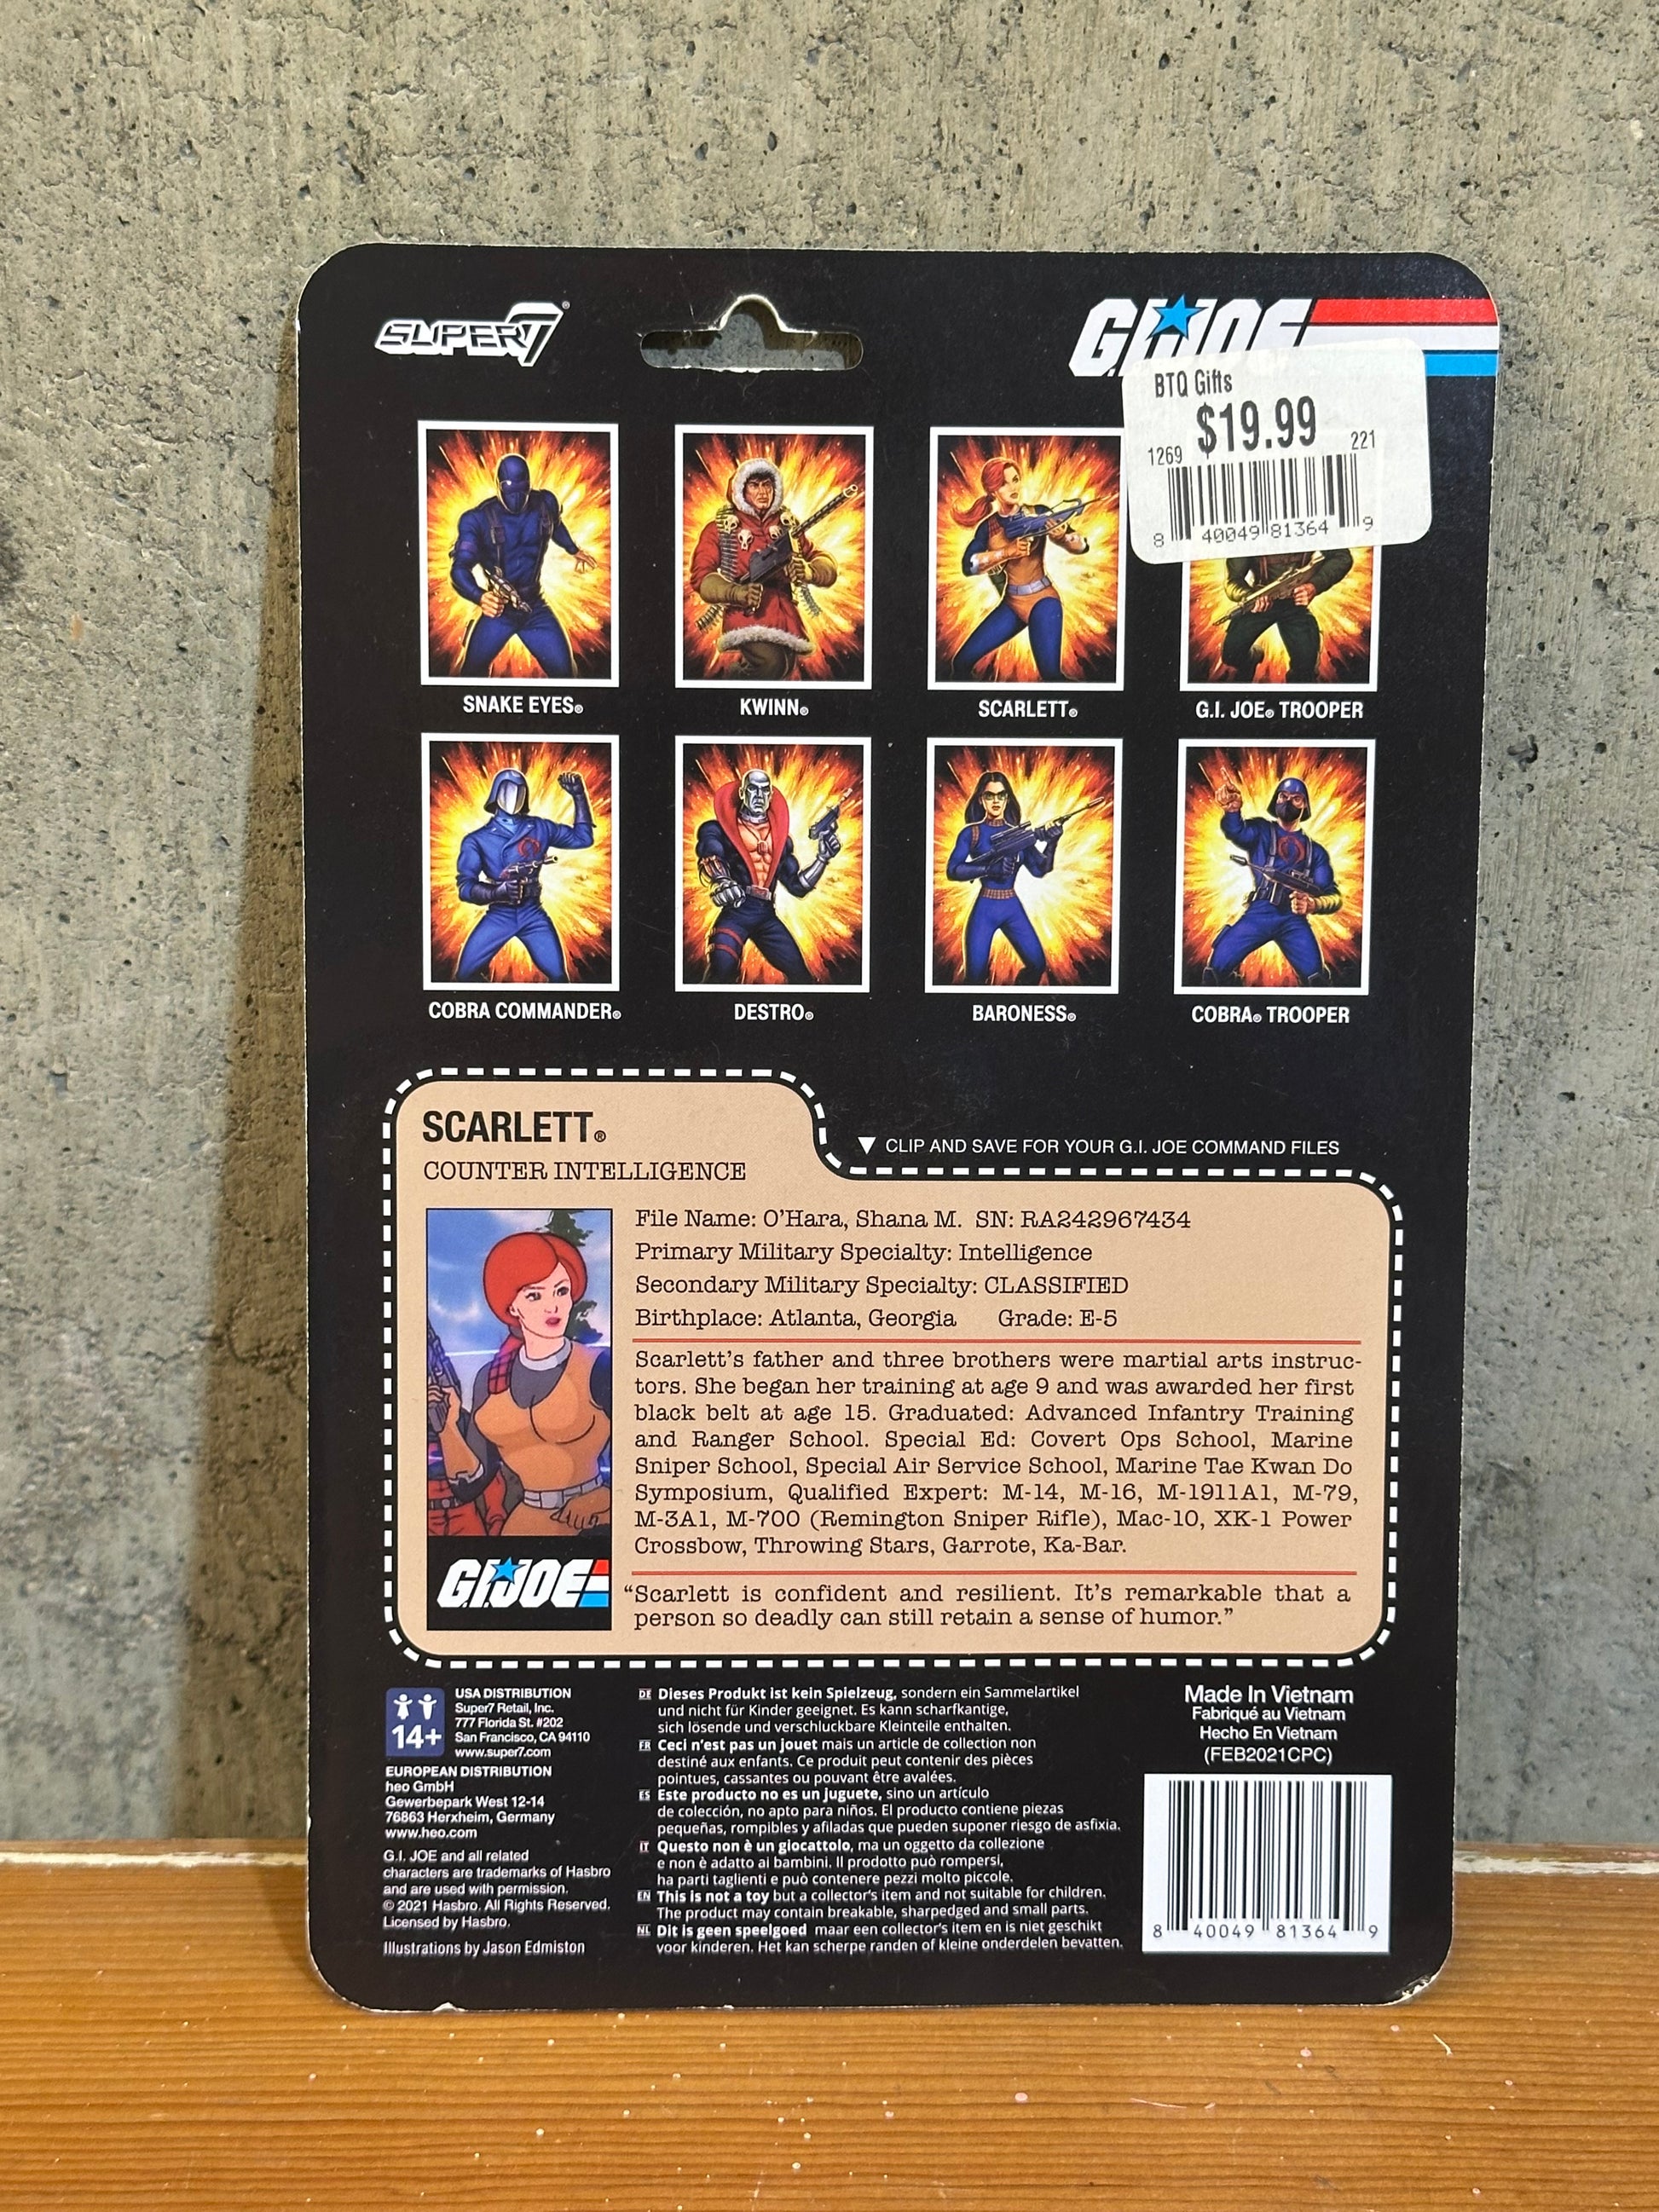 SUPER7®
G.I. JOE
BTQ Gifts
$19.99
1269 221
8 40049 81364 9
SNAKE EYES® KWINN® SCARLETT® G.I. JOE® TROOPER
COBRA COMMANDER® DESTRO® BARONESS® COBRA® TROOPER
SCARLETT®
COUNTER INTELLIGENCE
▼ CLIP AND SAVE FOR YOUR G.I. JOE COMMAND FILES
File Name: O'Hara, Shana M. SN: RA242967434
Primary Military Specialty: Intelligence
Secondary Military Specialty: CLASSIFIED
Birthplace: Atlanta, Georgia Grade: E-5
Scarlett's father and three brothers were martial arts instruc-
tors. She began her training at age 9 and was awarded her first
black belt at age 15. Graduated: Advanced Infantry Training
and Ranger School. Special Ed: Covert Ops School, Marine
Sniper School, Special Air Service School, Marine Tae Kwan Do
Symposium, Qualified Expert: M-14, M-16, M-1911A1, M-79,
M-3A1, M-700 (Remington Sniper Rifle), Mac-10, XK-1 Power
Crossbow, Throwing Stars, Garrote, Ka-Bar.
"Scarlett is confident and resilient. It's remarkable that a
person so deadly can still retain a sense of humor."
G.I. JOE
14+
USA DISTRIBUTION
Super7 Retail, Inc.
777 Florida St. #202
San Francisco, CA 94110
www.super7.com
EUROPEAN DISTRIBUTION
heo GmbH
Gewerbepark West 12-14
76863 Herxheim, Germany
www.heo.com
G.I. JOE and all related
characters are trademarks of Hasbro
and are used with permission.
© 2021 Hasbro. All Rights Reserved.
Licensed by Hasbro.
Illustrations by Jason Edmiston
DE Dieses Produkt ist kein Spielzeug, sondern ein Sammelartikel
und nicht für Kinder geeignet. Es kann scharfkantige,
sich lösende und verschluckbare Kleinteile enthalten.
FR Ceci n'est pas un jouet mais un article de collection non
destiné aux enfants. Ce produit peut contenir des pièces
pointues, cassantes ou pouvant être avalées.
ES Este producto no es un juguete, sino un artículo
de colección, no apto para niños. El producto contiene piezas
pequeñas, rompibles y afiladas que pueden suponer riesgo de asfixia.
IT Questo non è un giocattolo, ma un oggetto da collezione
e non è adatto ai bambini. Il prodotto può rompersi,
ha parti taglienti e può contenere pezzi molto piccole.
EN This is not a toy but a collector's item and not suitable for children.
The product may contain breakable, sharpedged and small parts.
NL Dit is geen speelgoed maar een collector's item en is niet geschikt
voor kinderen. Het kan scherpe randen of kleine onderdelen bevatten.
Made In Vietnam
Fabriqué au Vietnam
Hecho En Vietnam
(FEB2021CPC)
8 40049 81364 9